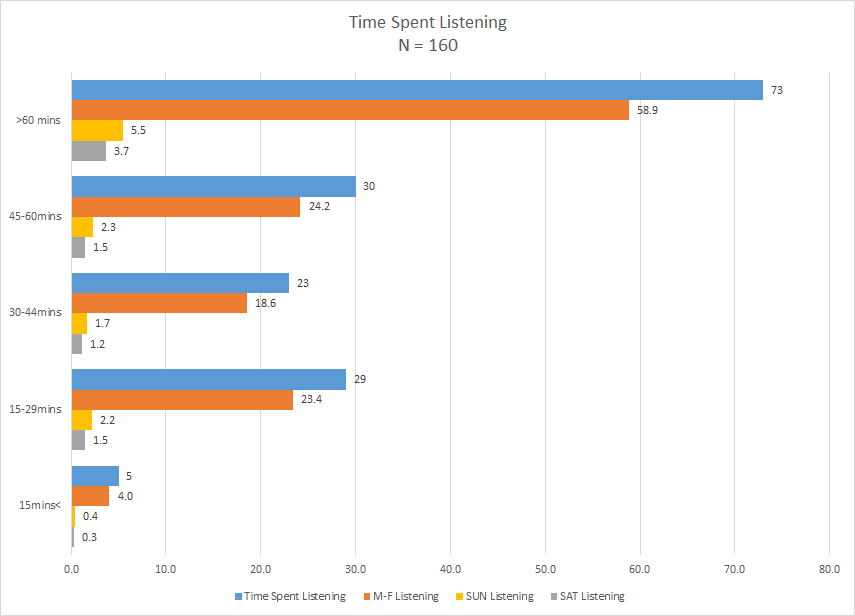 Time Spent Listening
N = 160
>60 mins
73
58.9
5.5
3.7
45-60mins
30
24.2
2.3
1.5
30-44mins
23
18.6
1.7
1.2
15-29mins
29
23.4
2.2
1.5
15mins<
5
4.0
0.4
0.3
0.0 10.0 20.0 30.0 40.0 50.0 60.0 70.0 80.0
Time Spent Listening M-F Listening SUN Listening SAT Listening